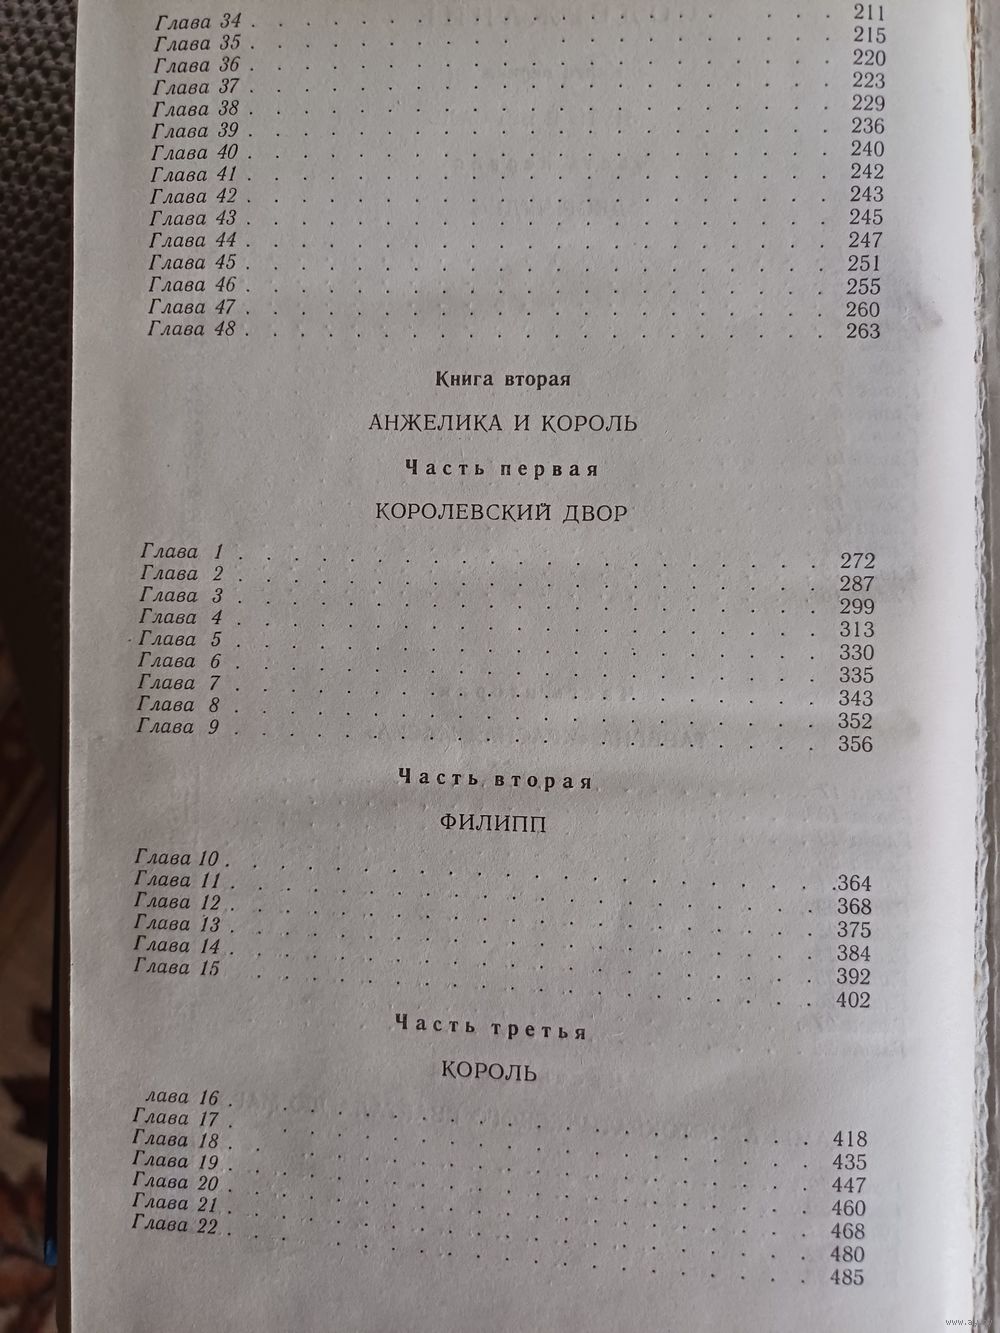 Глава 34 . . . . . . . . . . . . . . . . . . . . 211
Глава 35 . . . . . . . . . . . . . . . . . . . . 215
Глава 36 . . . . . . . . . . . . . . . . . . . . 220
Глава 37 . . . . . . . . . . . . . . . . . . . . 223
Глава 38 . . . . . . . . . . . . . . . . . . . . 229
Глава 39 . . . . . . . . . . . . . . . . . . . . 236
Глава 40 . . . . . . . . . . . . . . . . . . . . 240
Глава 41 . . . . . . . . . . . . . . . . . . . . 242
Глава 42 . . . . . . . . . . . . . . . . . . . . 243
Глава 43 . . . . . . . . . . . . . . . . . . . . 245
Глава 44 . . . . . . . . . . . . . . . . . . . . 247
Глава 45 . . . . . . . . . . . . . . . . . . . . 251
Глава 46 . . . . . . . . . . . . . . . . . . . . 255
Глава 47 . . . . . . . . . . . . . . . . . . . . 260
Глава 48 . . . . . . . . . . . . . . . . . . . . 263
Книга вторая
АНЖЕЛИКА И КОРОЛЬ
Часть первая
КОРОЛЕВСКИЙ ДВОР
Глава 1 . . . . . . . . . . . . . . . . . . . . 272
Глава 2 . . . . . . . . . . . . . . . . . . . . 287
Глава 3 . . . . . . . . . . . . . . . . . . . . 299
Глава 4 . . . . . . . . . . . . . . . . . . . . 313
Глава 5 . . . . . . . . . . . . . . . . . . . . 330
Глава 6 . . . . . . . . . . . . . . . . . . . . 335
Глава 7 . . . . . . . . . . . . . . . . . . . . 343
Глава 8 . . . . . . . . . . . . . . . . . . . . 352
Глава 9 . . . . . . . . . . . . . . . . . . . . 356
Часть вторая
ФИЛИПП
Глава 10 . . . . . . . . . . . . . . . . . . . . 364
Глава 11 . . . . . . . . . . . . . . . . . . . . 368
Глава 12 . . . . . . . . . . . . . . . . . . . . 375
Глава 13 . . . . . . . . . . . . . . . . . . . . 384
Глава 14 . . . . . . . . . . . . . . . . . . . . 392
Глава 15 . . . . . . . . . . . . . . . . . . . . 402
Часть третья
КОРОЛЬ
лава 16 . . . . . . . . . . . . . . . . . . . . 418
Глава 17 . . . . . . . . . . . . . . . . . . . . 435
Глава 18 . . . . . . . . . . . . . . . . . . . . 447
Глава 19 . . . . . . . . . . . . . . . . . . . . 460
Глава 20 . . . . . . . . . . . . . . . . . . . . 468
Глава 21 . . . . . . . . . . . . . . . . . . . . 480
Глава 22 . . . . . . . . . . . . . . . . . . . . 485